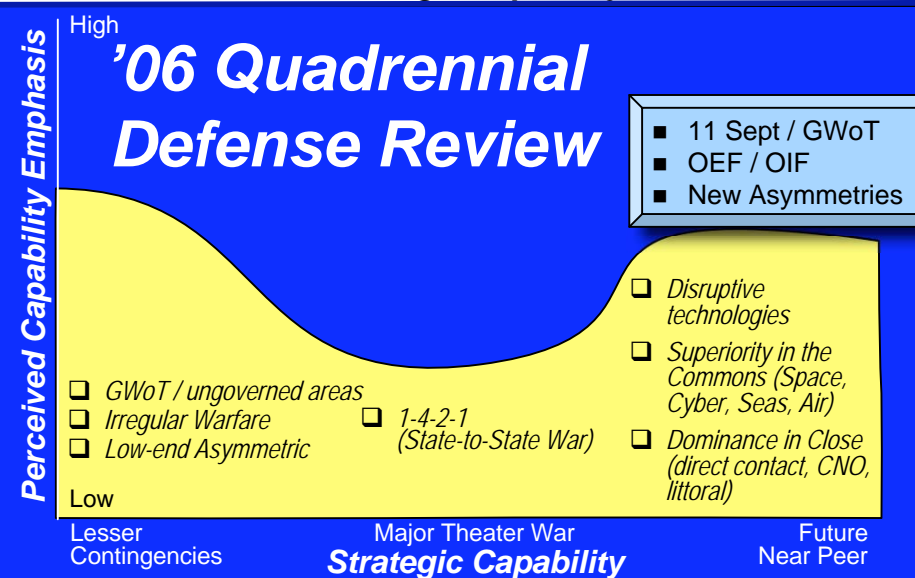 High
'06 Quadrennial
Defense Review
■ 11 Sept / GWoT
■ OEF / OIF
■ New Asymmetries
Perceived Capability Emphasis
❑ GWoT / ungoverned areas
❑ Irregular Warfare
❑ Low-end Asymmetric
❑ 1-4-2-1
(State-to-State War)
❑ Disruptive
technologies
❑ Superiority in the
Commons (Space,
Cyber, Seas, Air)
❑ Dominance in Close
(direct contact, CNO,
littoral)
Low
Lesser
Contingencies
Major Theater War
Future
Near Peer
Strategic Capability